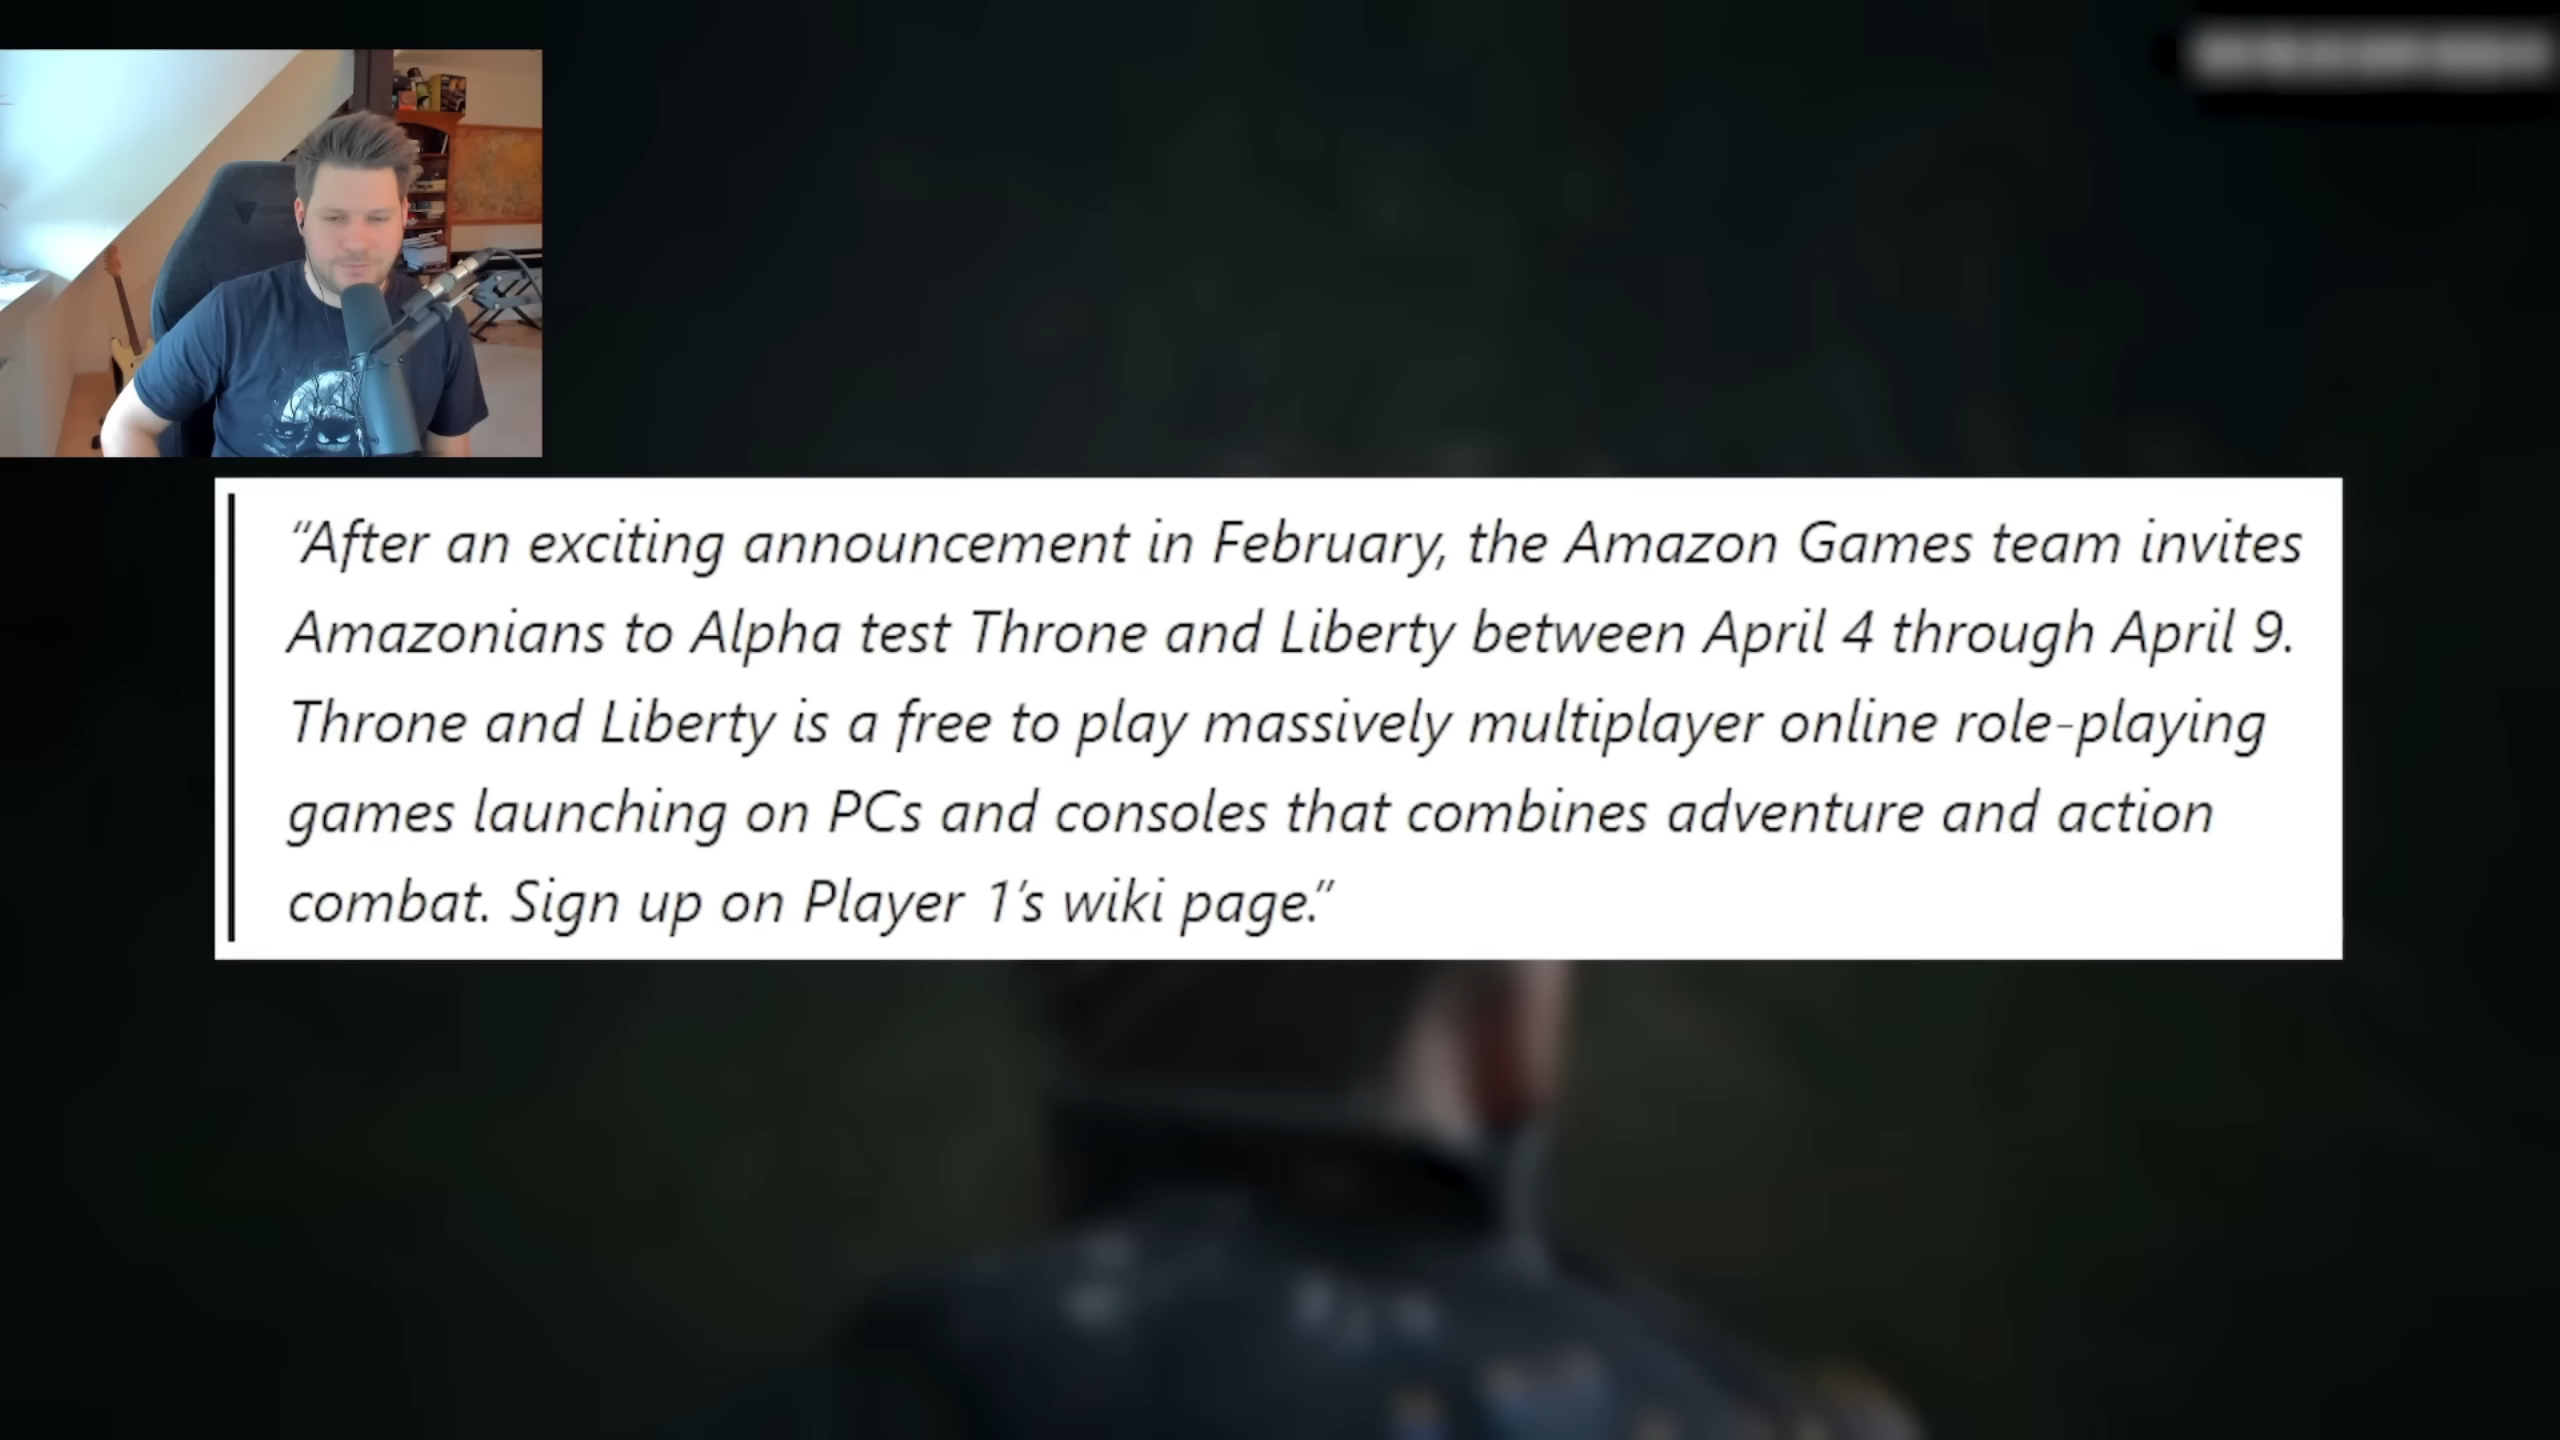 “After an exciting announcement in February, the Amazon Games team invites
Amazonians to Alpha test Throne and Liberty between April 4 through April 9.
Throne and Liberty is a free to play massively multiplayer online role-playing
games launching on PCs and consoles that combines adventure and action
combat. Sign up on Player 1’s wiki page.”